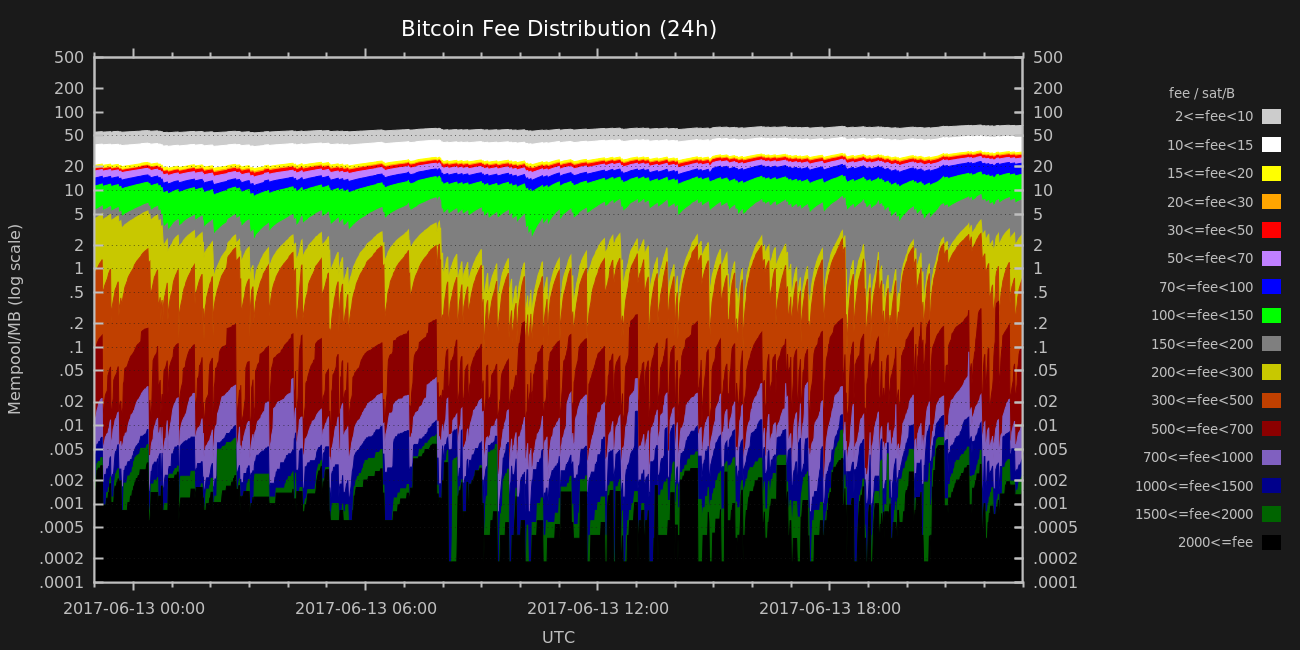 Bitcoin Fee Distribution (24h)
Mempool/MB (log scale)
500
200
100
50
20
10
5
2
1
.5
.2
.1
.05
.02
.01
.005
.002
.001
.0005
.0002
.0001
500
200
100
50
20
10
5
2
1
.5
.2
.1
.05
.02
.01
.005
.002
.001
.0005
.0002
.0001
2017-06-13 00:00
2017-06-13 06:00
2017-06-13 12:00
2017-06-13 18:00
UTC
fee / sat/B
2<=fee<10
10<=fee<15
15<=fee<20
20<=fee<30
30<=fee<50
50<=fee<70
70<=fee<100
100<=fee<150
150<=fee<200
200<=fee<300
300<=fee<500
500<=fee<700
700<=fee<1000
1000<=fee<1500
1500<=fee<2000
2000<=fee